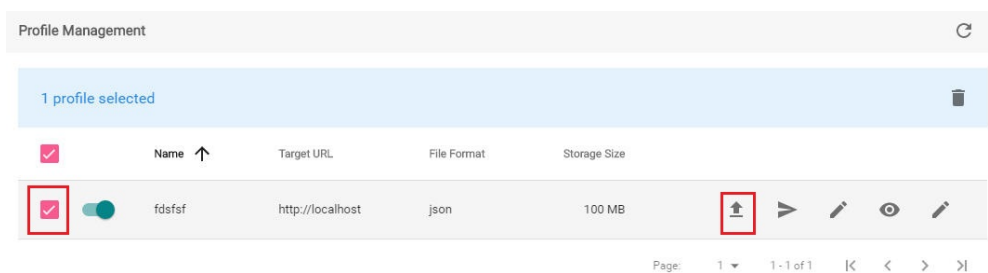 Profile Management
1 profile selected
Name Target URL File Format Storage Size
fdsfsf http://localhost json 100 MB
Page: 1 1 - 1 of 1